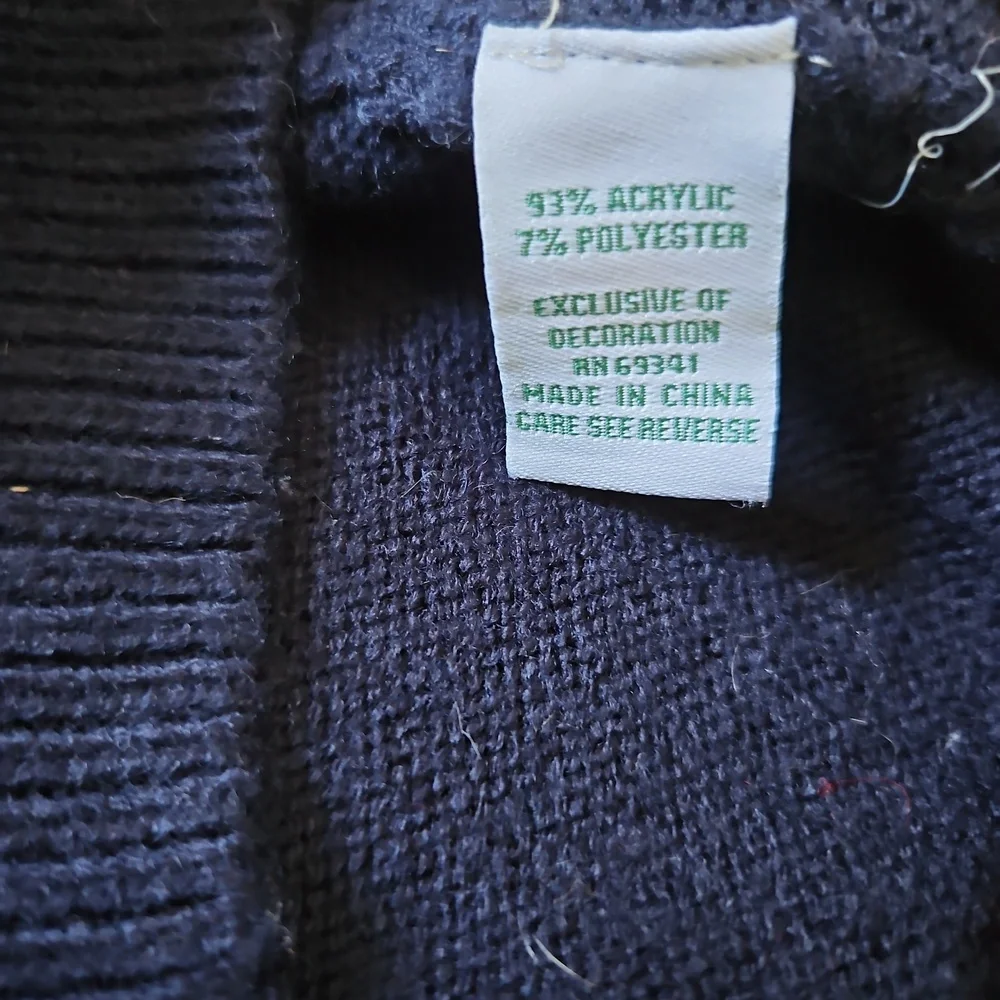 93% ACRYLIC
7% POLYESTER
EXCLUSIVE OF
DECORATION
RN 69341
MADE IN CHINA
CARE SEE REVERSE